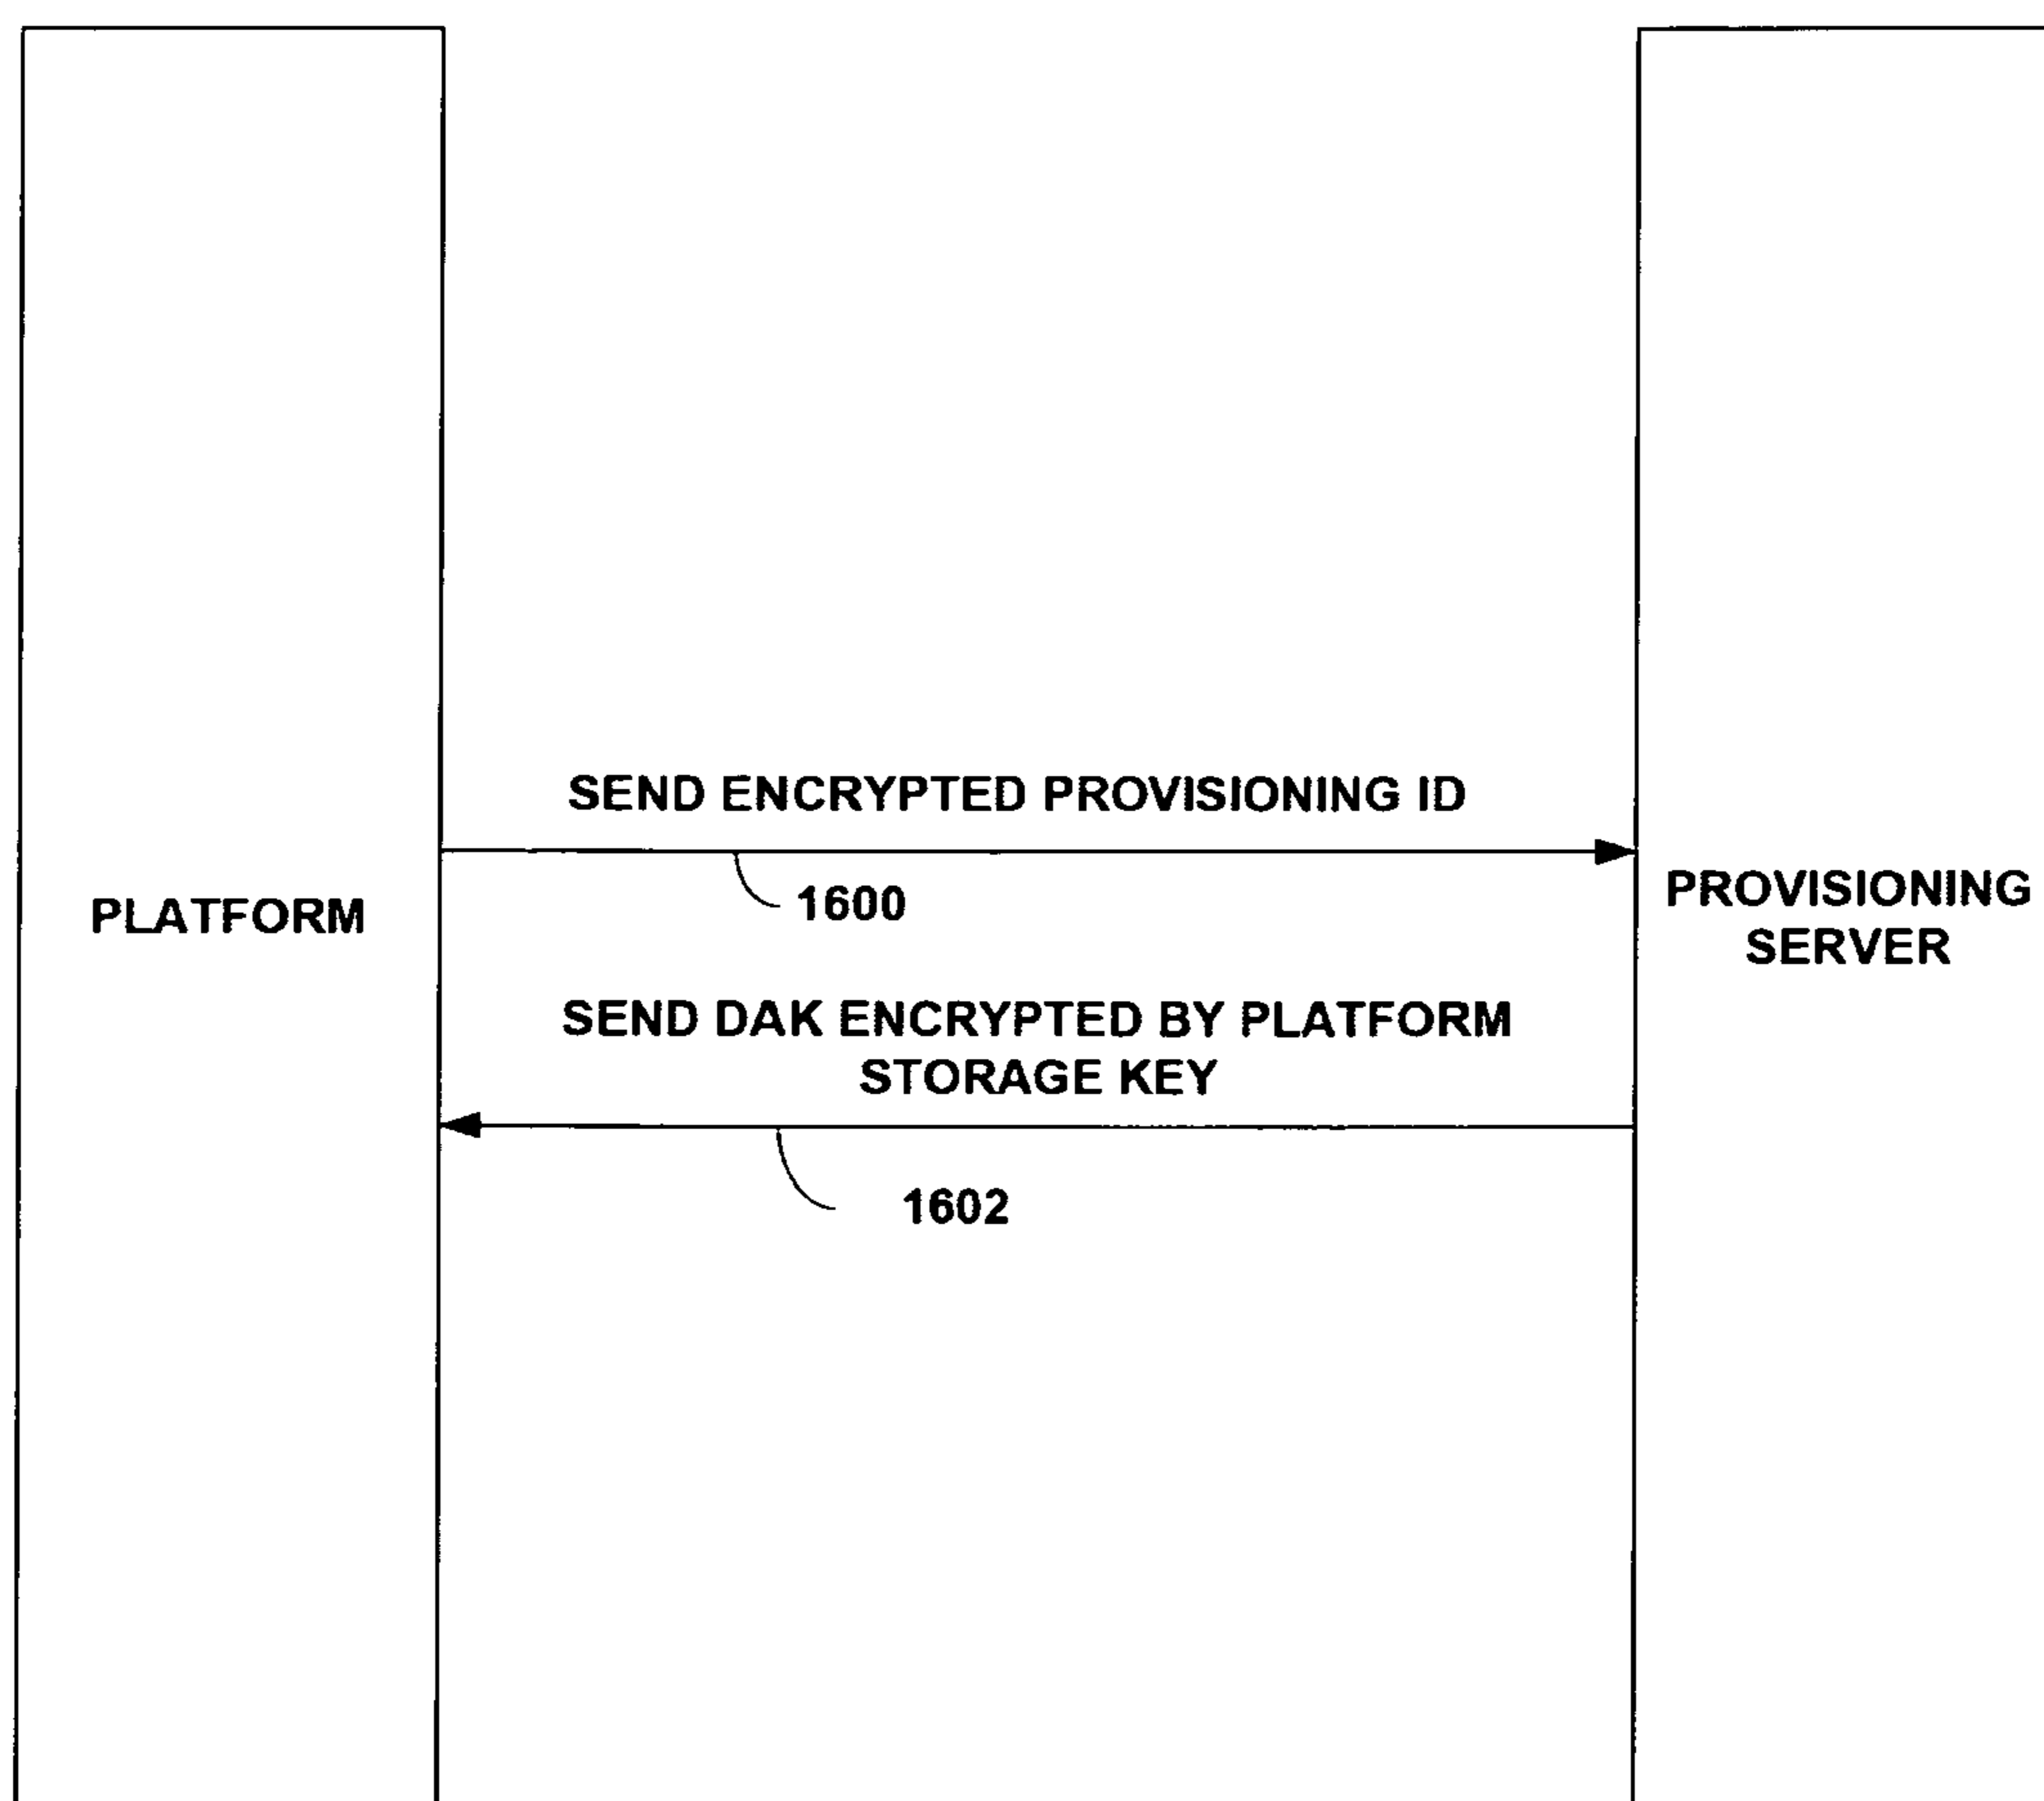 SEND ENCRYPTED PROVISIONING ID
1600
PLATFORM
PROVISIONING
SERVER
SEND DAK ENCRYPTED BY PLATFORM
STORAGE KEY
1602